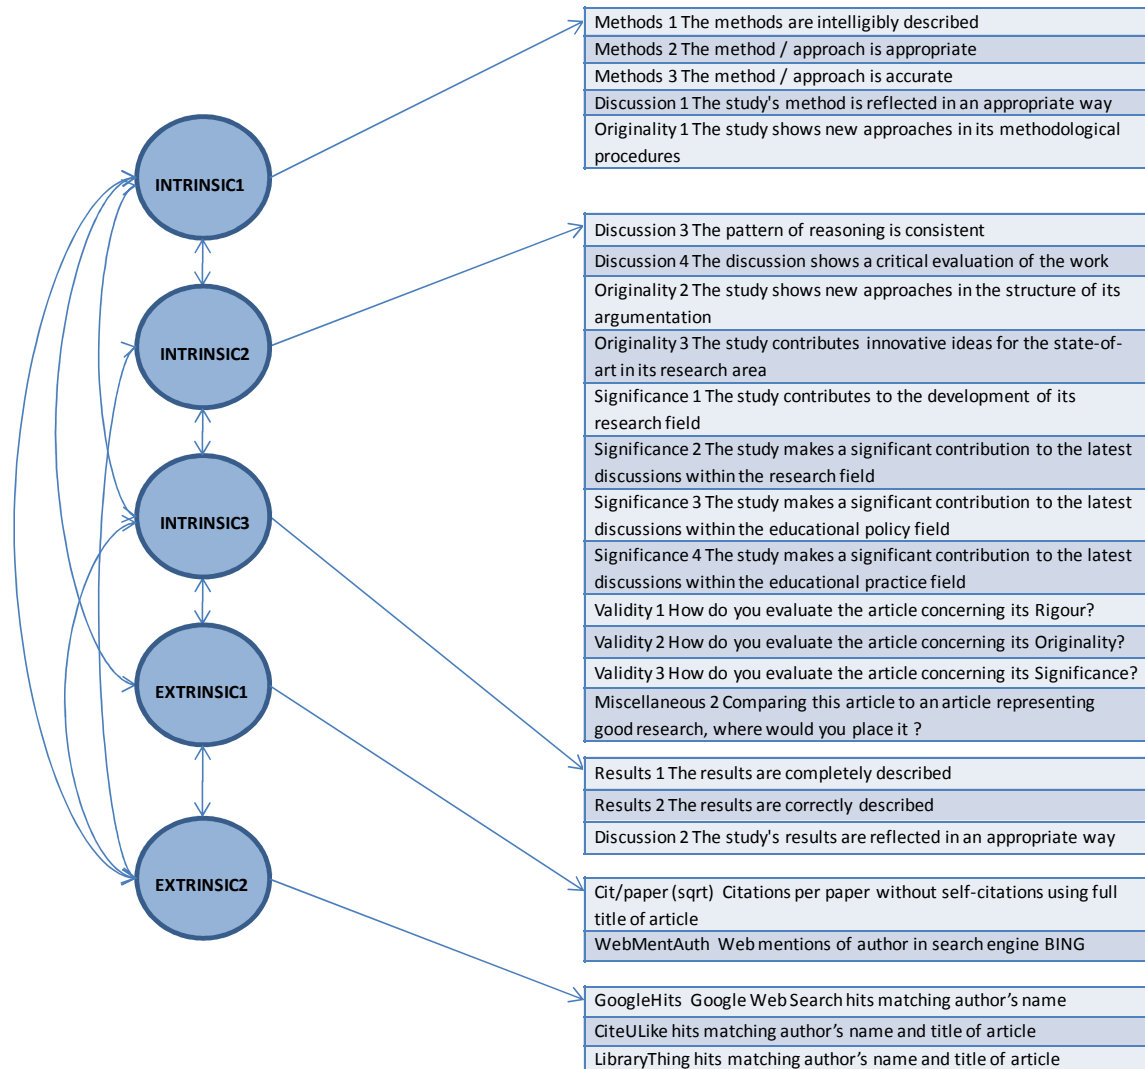 Methods 1 The methods are intelligibly described
Methods 2 The method / approach is appropriate
Methods 3 The method / approach is accurate
Discussion 1 The study's method is reflected in an appropriate way
Originality 1 The study shows new approaches in its methodological
procedures
INTRINSIC1
Discussion 3 The pattern of reasoning is consistent
Discussion 4 The discussion shows a critical evaluation of the work
Originality 2 The study shows new approaches in the structure of its
argumentation
Originality 3 The study contributes innovative ideas for the state-of-
art in its research area
Significance 1 The study contributes to the development of its
research field
Significance 2 The study makes a significant contribution to the latest
discussions within the research field
Significance 3 The study makes a significant contribution to the latest
discussions within the educational policy field
Significance 4 The study makes a significant contribution to the latest
discussions within the educational practice field
Validity 1 How do you evaluate the article concerning its Rigour?
Validity 2 How do you evaluate the article concerning its Originality?
Validity 3 How do you evaluate the article concerning its Significance?
Miscellaneous 2 Comparing this article to an article representing
good research, where would you place it ?
INTRINSIC2
INTRINSIC3
Results 1 The results are completely described
Results 2 The results are correctly described
Discussion 2 The study's results are reflected in an appropriate way
EXTRINSIC1
Cit/paper (sqrt) Citations per paper without self-citations using full
title of article
WebMentAuth Web mentions of author in search engine BING
EXTRINSIC2
GoogleHits Google Web Search hits matching author’s name
CiteULike hits matching author’s name and title of article
LibraryThing hits matching author’s name and title of article